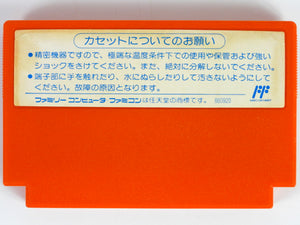 カセットについてのお願い
●精密機器ですので、極端な温度条件下での使用や保管および強い
ショックをさけてください。また、絶対に分解しないでください。
●端子部に手を触れたり、水にぬらしたりして汚さないようにして
ください。故障の原因となります。
ファミリーコンピュータ ファミコンは任天堂の商標です。